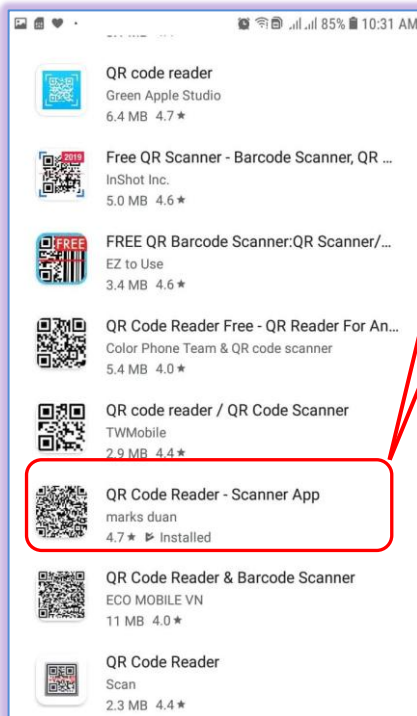 85% 10:31 AM
QR code reader
Green Apple Studio
6.4 MB 4.7 ★
2019
Free QR Scanner - Barcode Scanner, QR ...
InShot Inc.
5.0 MB 4.6 ★
FREE
FREE QR Barcode Scanner:QR Scanner/...
EZ to Use
3.4 MB 4.6 ★
QR Code Reader Free - QR Reader For An...
Color Phone Team & QR code scanner
5.4 MB 4.0 ★
QR code reader / QR Code Scanner
TWMobile
2.9 MB 4.4 ★
QR Code Reader - Scanner App
marks duan
4.7 ★ Installed
QR Code Reader & Barcode Scanner
ECO MOBILE VN
11 MB 4.0 ★
QR Code Reader
Scan
2.3 MB 4.4 ★